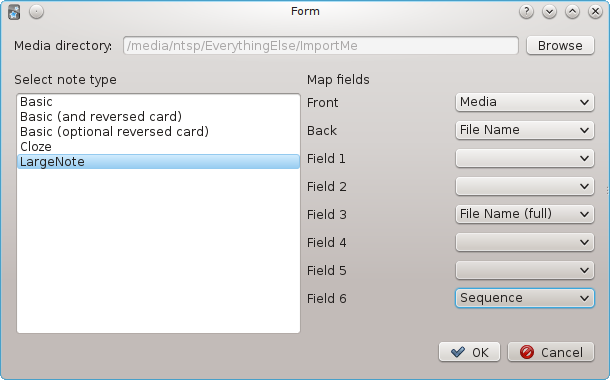 Form
Media directory: /media/ntsp/EverythingElse/ImportMe Browse
Select note type
Basic
Basic (and reversed card)
Basic (optional reversed card)
Cloze
LargeNote
Map fields
Front Media
Back File Name
Field 1
Field 2
Field 3 File Name (full)
Field 4
Field 5
Field 6 Sequence
OK Cancel